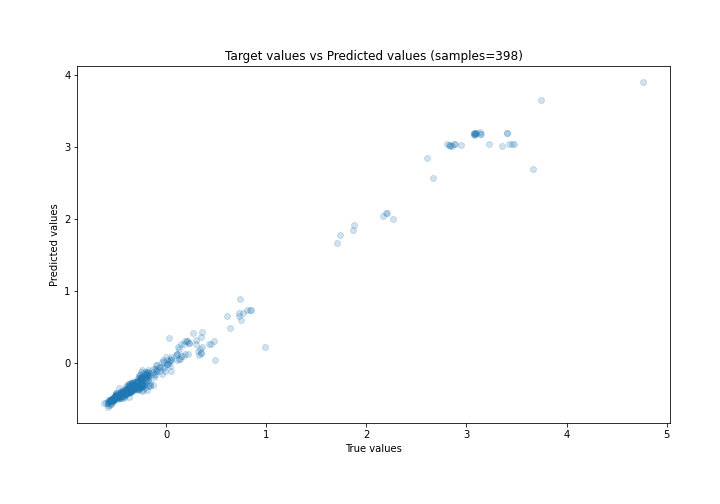 Target values vs Predicted values (samples=398)
4
3
2
1
0
Predicted values
0 1 2 3 4 5
True values